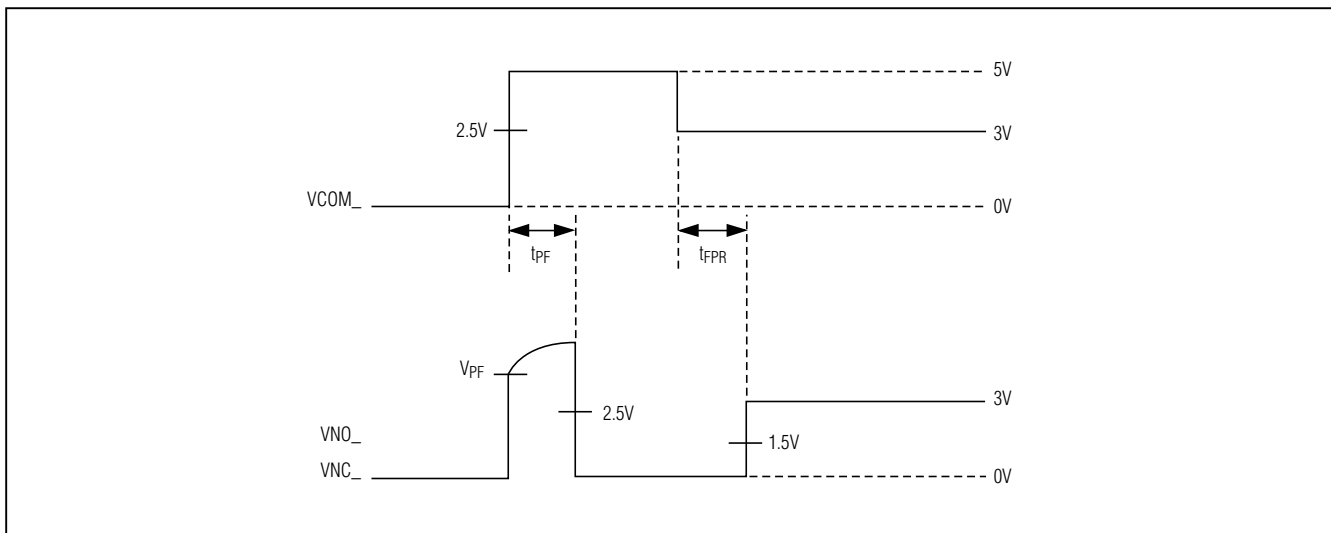 5V
2.5V
3V
VCOM_
0V
tPF
tFPR
VPF
3V
2.5V
VNO_
1.5V
VNC_
0V